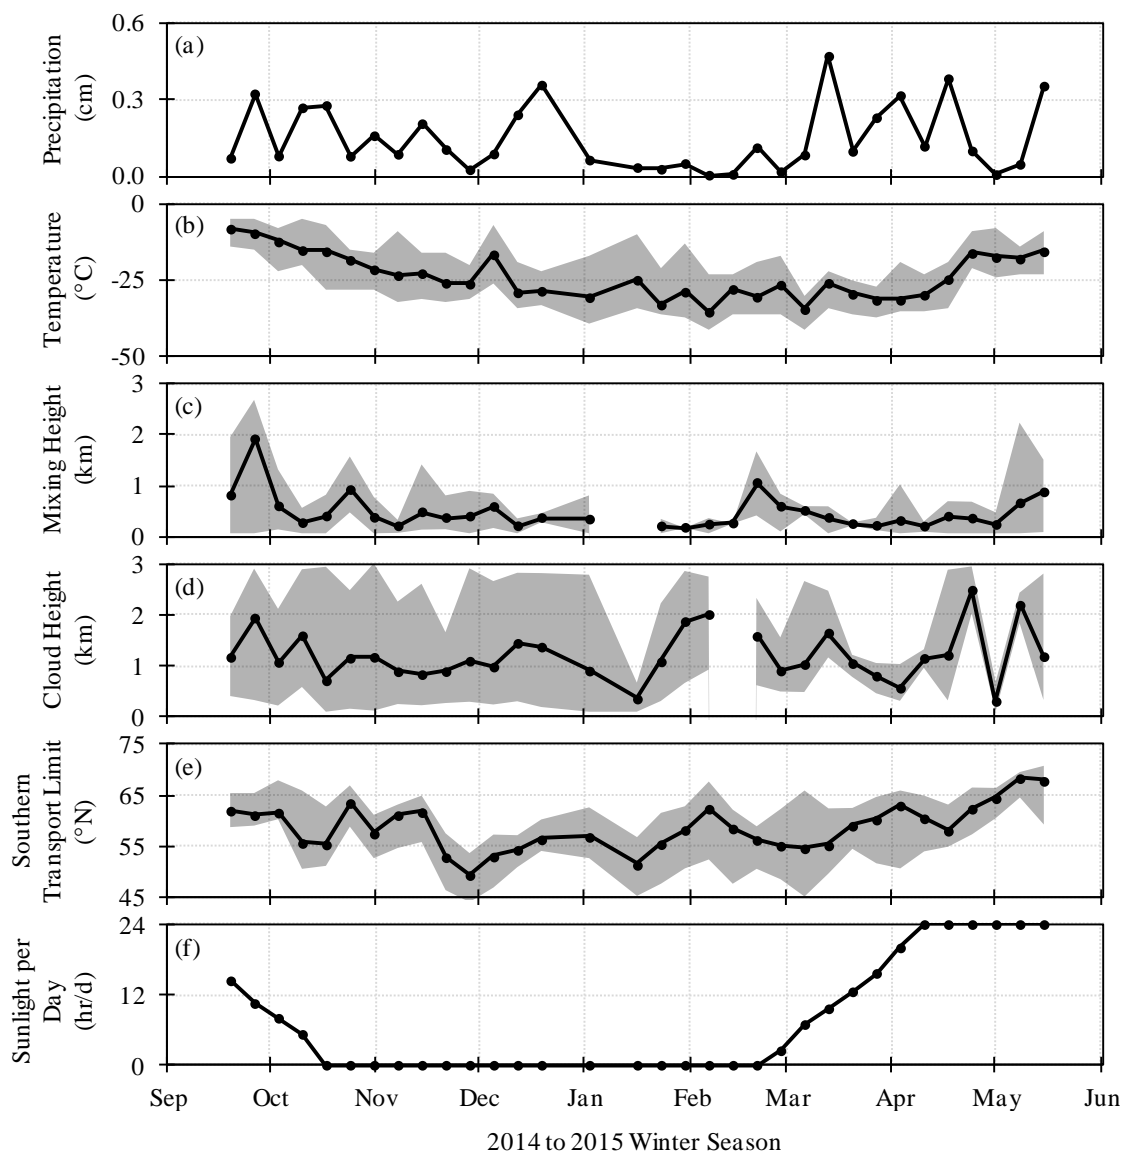 Precipitation
(cm)
0.6
0.3
0.0
(a)
Temperature
(°C)
0
-25
-50
(b)
Mixing Height
(km)
3
2
1
0
(c)
Cloud Height
(km)
3
2
1
0
(d)
Southern
Transport Limit
(°N)
75
65
55
45
(e)
Sunlight per
Day
(hr/d)
24
12
0
(f)
Sep Oct Nov Dec Jan Feb Mar Apr May Jun
2014 to 2015 Winter Season